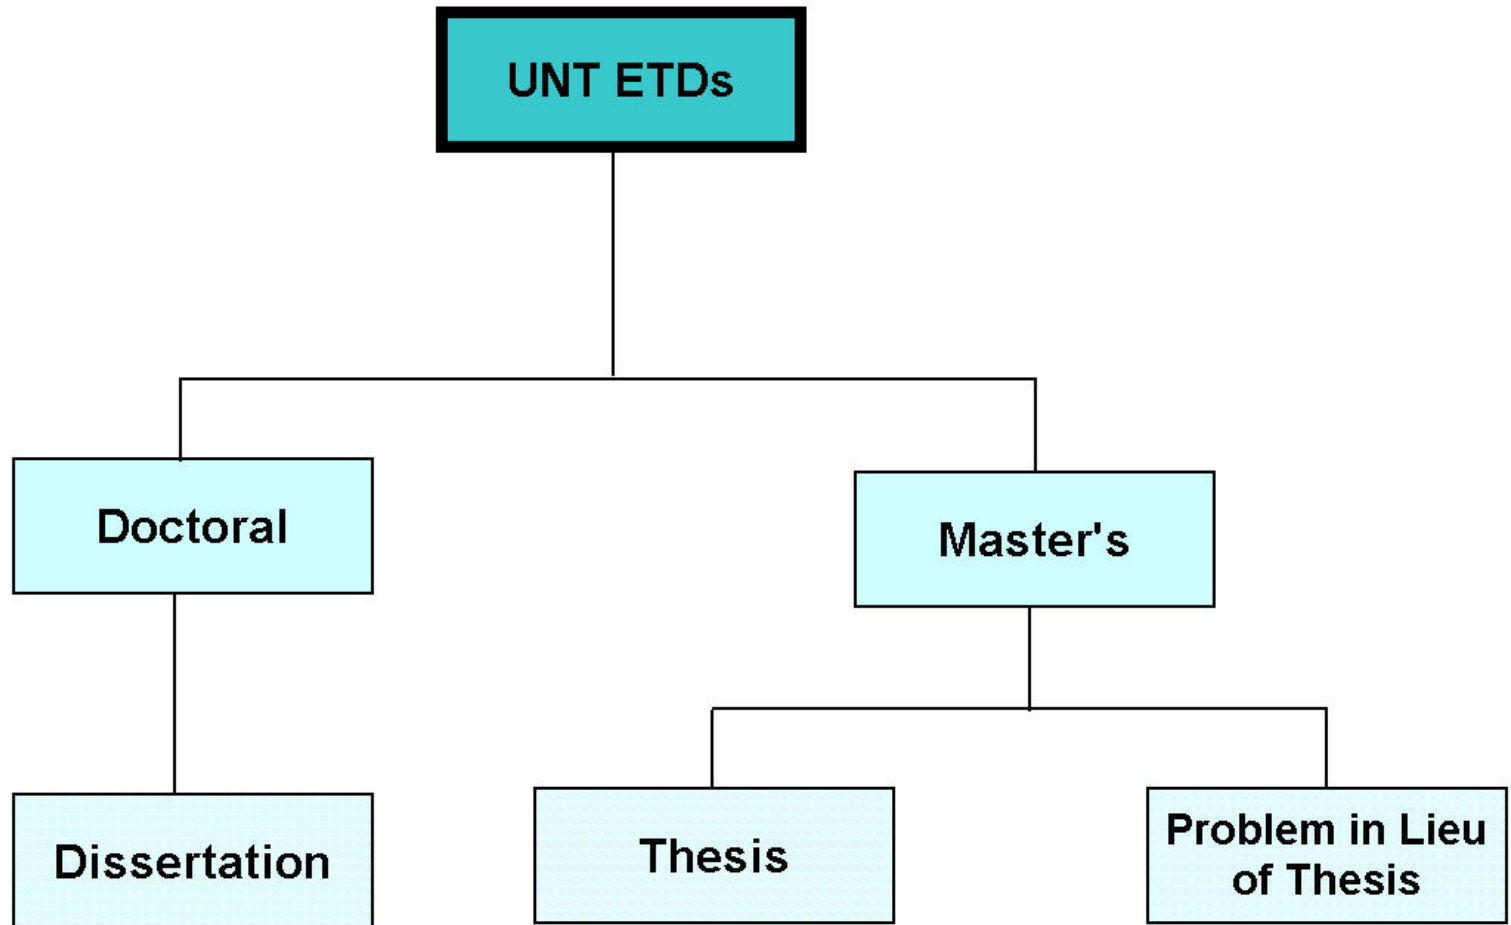 UNT ETDs
Doctoral
Master's
Dissertation
Thesis
Problem in Lieu
of Thesis